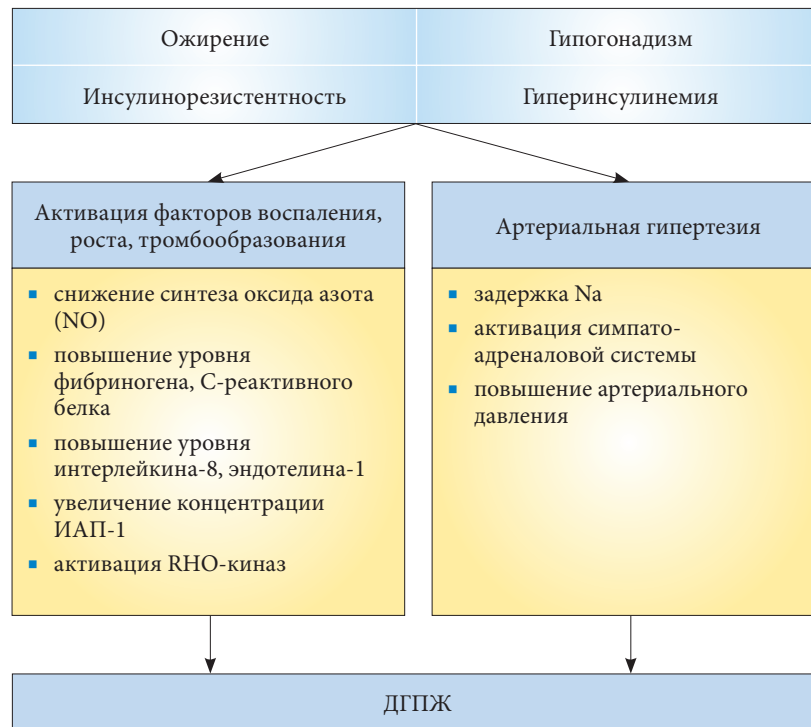 Ожирение
Гипогонадизм
Инсулинорезистентность
Гиперинсулинемия
Активация факторов воспаления,
роста, тромбообразования
снижение синтеза оксида азота
(NO)
повышение уровня
фибриногена, С-реактивного
белка
повышение уровня
интерлейкина-8, эндотелина-1
увеличение концентрации
ИАП-1
активация RHO-киназ
Артериальная гипертезия
задержка Na
активация симпато-
адреналовой системы
повышение артериального
давления
ДГПЖ